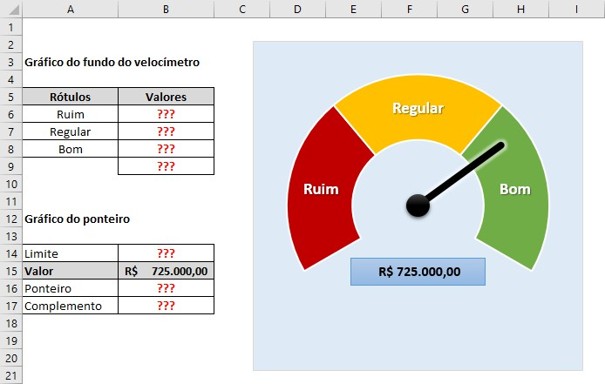 A B C D E F G H I
1
2
3 Gráfico do fundo do velocímetro
4
5 Rótulos Valores
6 Ruim ???
7 Regular ???
8 Bom ???
9 ???
10
11
12 Gráfico do ponteiro
13
14 Limite ???
15 Valor R$ 725.000,00
16 Ponteiro ???
17 Complemento ???
18
19
20
21
Regular
Ruim
Bom
R$ 725.000,00